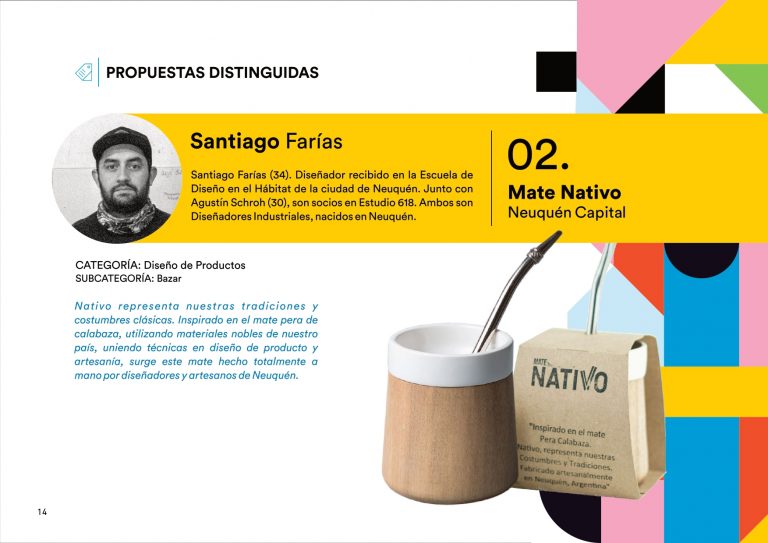 PROPUESTAS DISTINGUIDAS
Santiago Farías
Santiago Farías (34). Diseñador recibido en la Escuela de
Diseño en el Hábitat de la ciudad de Neuquén. Junto con
Agustín Schroh (30), son socios en Estudio 618. Ambos son
Diseñadores Industriales, nacidos en Neuquén.
02.
Mate Nativo
Neuquén Capital
CATEGORÍA: Diseño de Productos
SUBCATEGORÍA: Bazar
Nativo representa nuestras tradiciones y
costumbres clásicas. Inspirado en el mate pera de
calabaza, utilizando materiales nobles de nuestro
país, uniendo técnicas en diseño de producto y
artesanía, surge este mate hecho totalmente a
mano por diseñadores y artesanos de Neuquén.
MATE
NATIVO
"Inspirado en el mate
Pera Calabaza.
Nativo, representa nuestras
Costumbres y Tradiciones.
Fabricado artesanalmente
en Neuquén, Argentina"
14